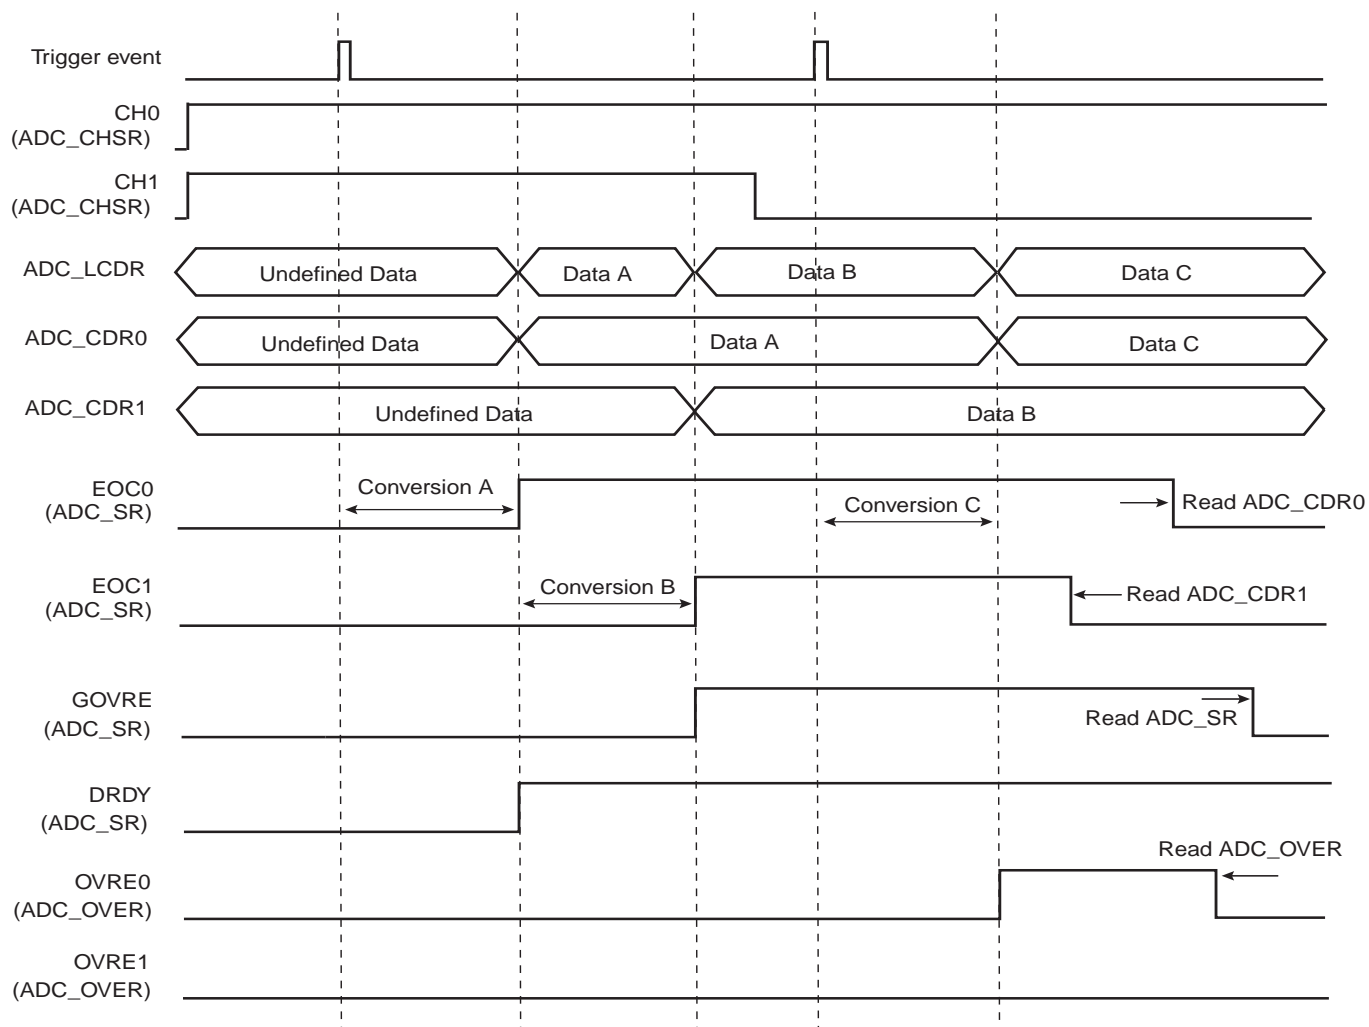 Trigger event
CH0
(ADC_CHSR)
CH1
(ADC_CHSR)
ADC_LCDR
Undefined Data
Data A
Data B
Data C
ADC_CDR0
Undefined Data
Data A
Data C
ADC_CDR1
Undefined Data
Data B
EOC0
(ADC_SR)
Conversion A
Conversion C
Read ADC_CDR0
EOC1
(ADC_SR)
Conversion B
Read ADC_CDR1
GOVRE
(ADC_SR)
Read ADC_SR
DRDY
(ADC_SR)
Read ADC_OVER
OVRE0
(ADC_OVER)
OVRE1
(ADC_OVER)